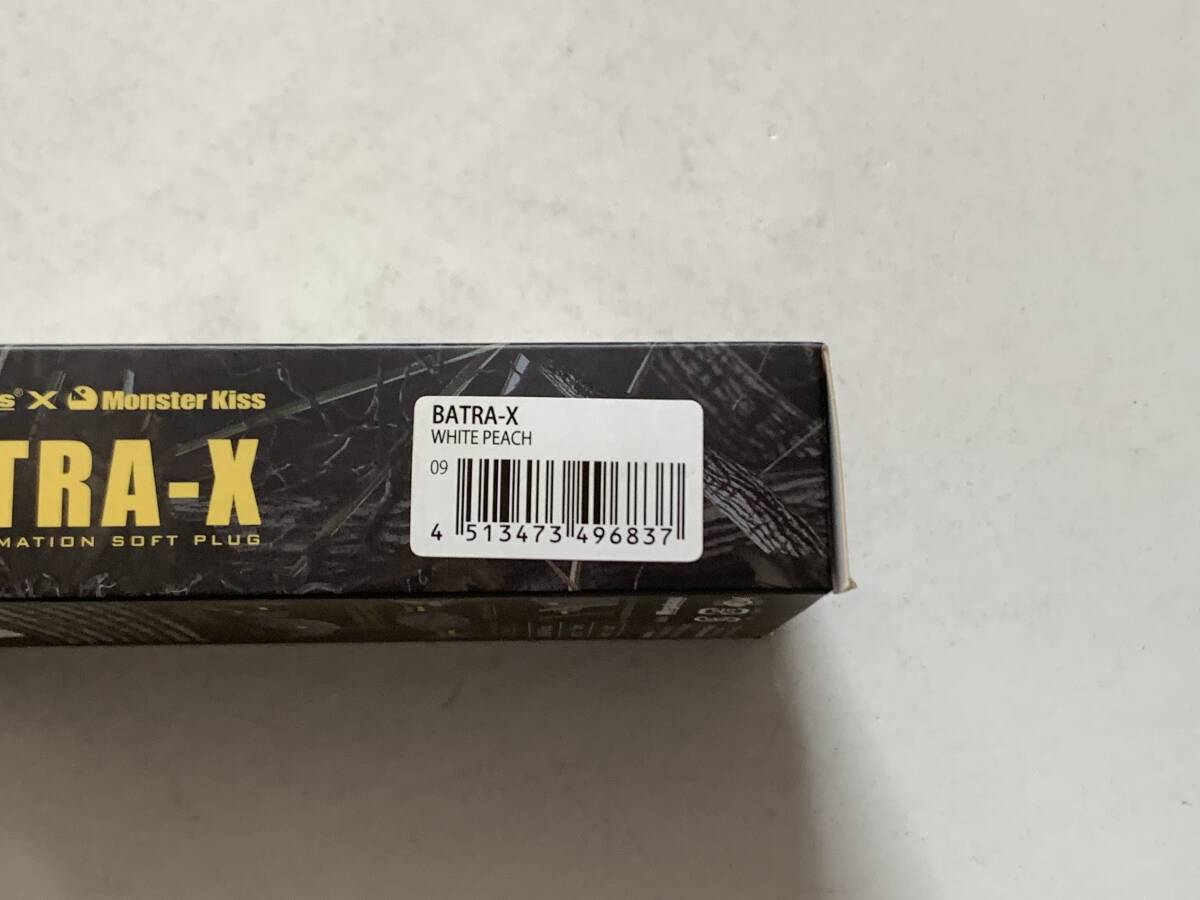 s® X Monster Kiss
TRA-X
MATION SOFT PLUG
BATRA-X
WHITE PEACH
09
4 513473 496837